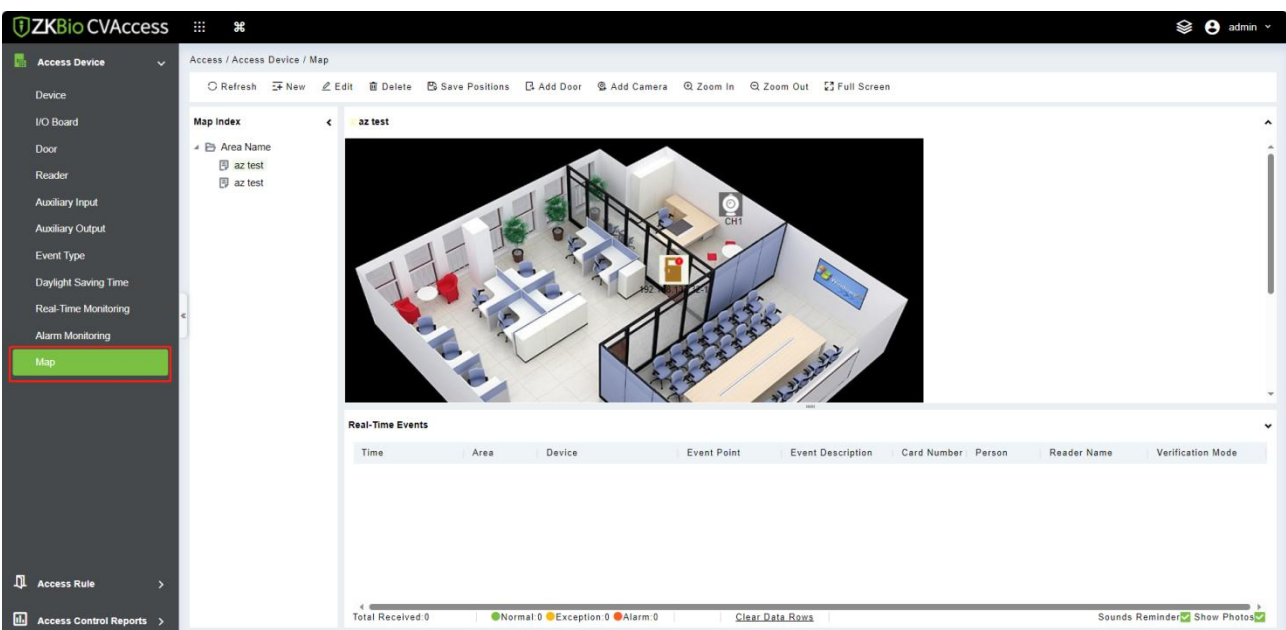 ZKBio CVAccess
admin
Access Device
Device
I/O Board
Door
Reader
Auxiliary Input
Auxiliary Output
Event Type
Daylight Saving Time
Real-Time Monitoring
Alarm Monitoring
Map
Access Rule
Access Control Reports
Access / Access Device / Map
Refresh New Edit Delete Save Positions Add Door Add Camera Zoom In Zoom Out Full Screen
Map Index
Area Name
az test
az test
az test
CH1
Real-Time Events
Time Area Device Event Point Event Description Card Number Person Reader Name Verification Mode
Total Received:0 Normal:0 Exception:0 Alarm:0 Clear Data Rows Sounds Reminder Show Photos